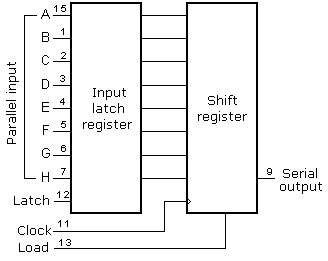 A 15
B 1
C 2
D 3
E 4
F 5
G 6
H 7
Parallel input
Input
latch
register
Shift
register
9 Serial
output
Latch 12
Clock 11
Load 13